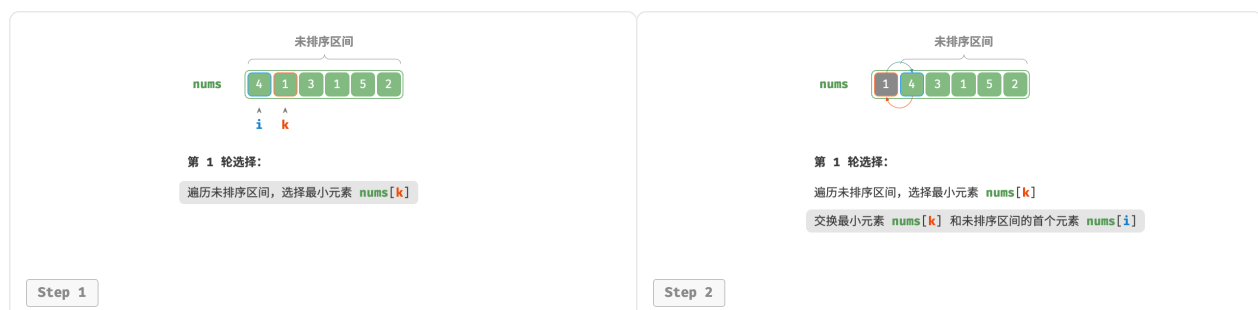 未排序区间
nums 4 1 3 1 5 2
i k
第 1 轮选择：
遍历未排序区间，选择最小元素 nums[k]
Step 1
未排序区间
nums 1 4 3 1 5 2
第 1 轮选择：
遍历未排序区间，选择最小元素 nums[k]
交换最小元素 nums[k] 和未排序区间的首个元素 nums[i]
Step 2